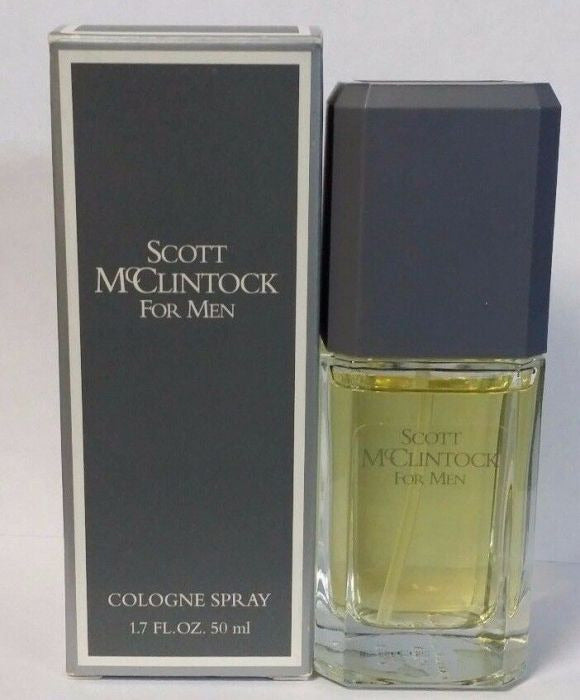 SCOTT
McCLINTOCK
FOR MEN
COLOGNE SPRAY
1.7 FL.OZ. 50 ml
SCOTT
McCLINTOCK
FOR MEN